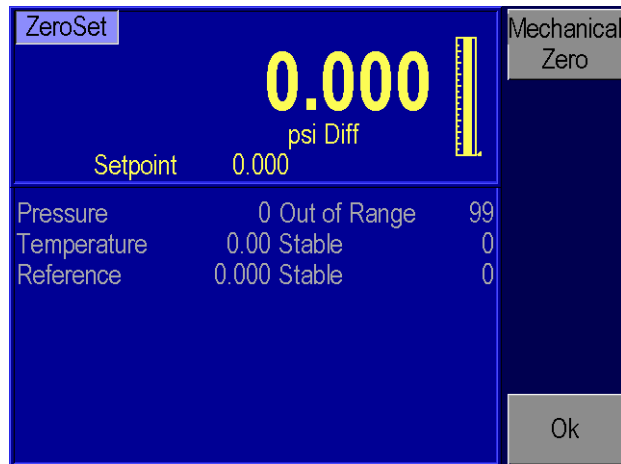 ZeroSet
0.000
psi Diff
Setpoint 0.000
Pressure 0 Out of Range 99
Temperature 0.00 Stable 0
Reference 0.000 Stable 0
Mechanical
Zero
Ok